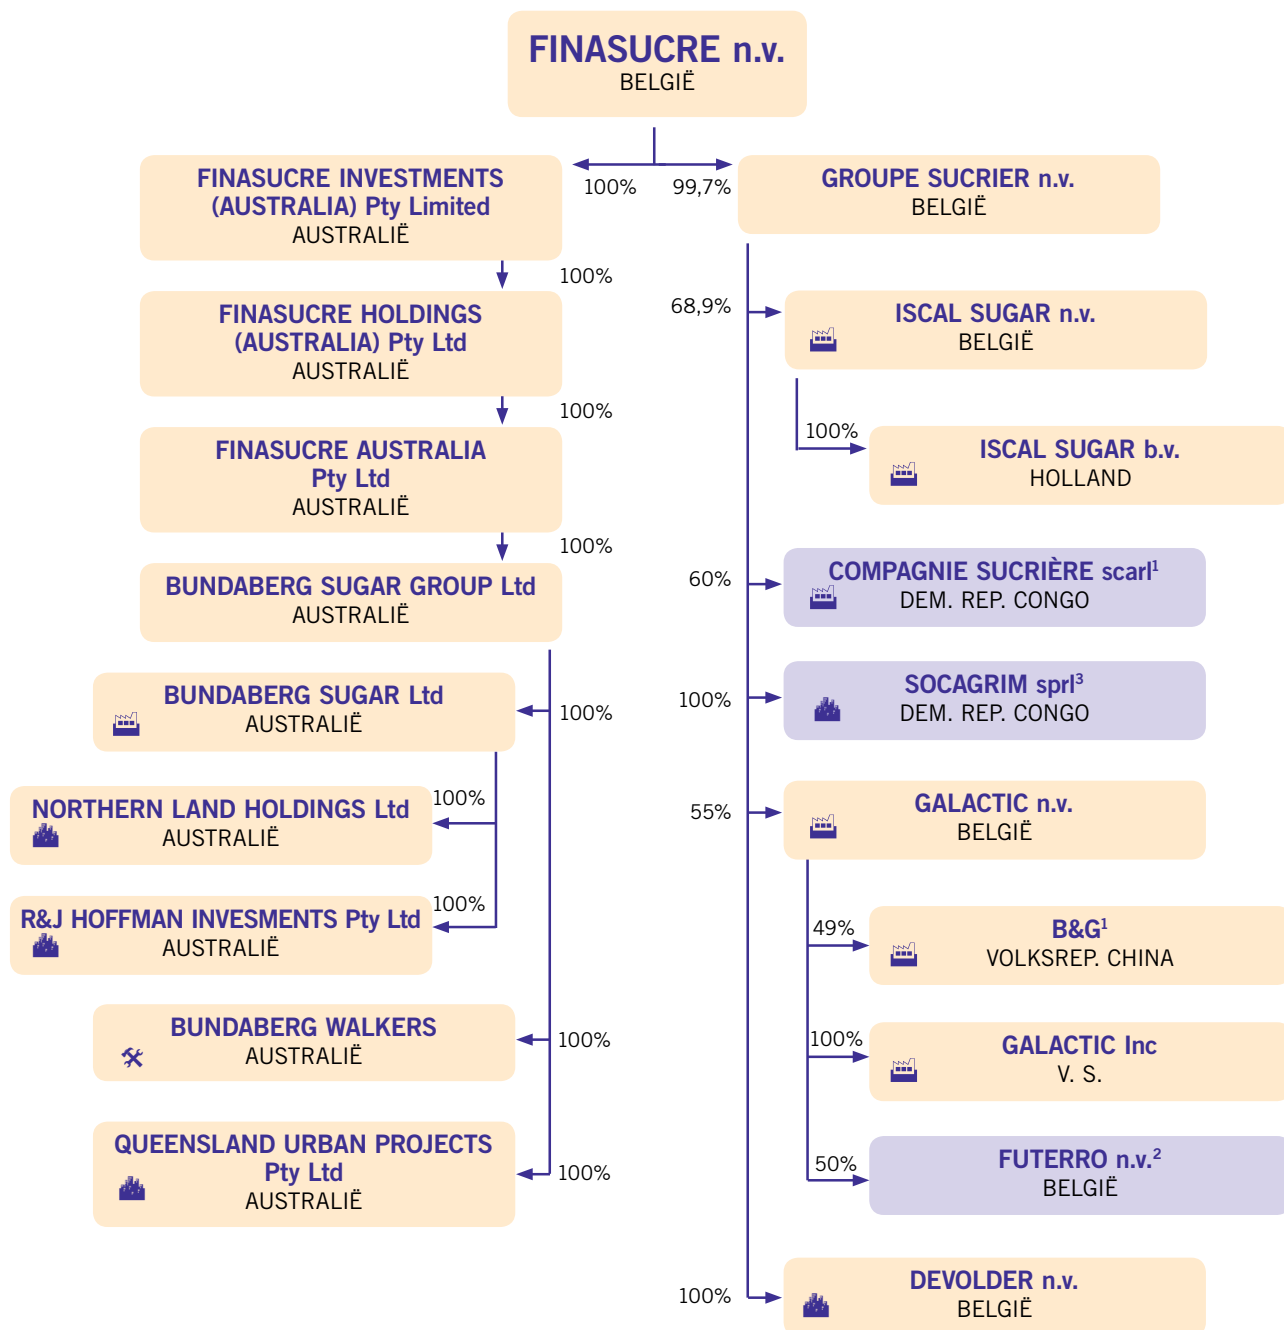 FINASUCRE n.v.
BELGIË
100%
99,7%
FINASUCRE INVESTMENTS
(AUSTRALIA) Pty Limited
AUSTRALIË
100%
FINASUCRE HOLDINGS
(AUSTRALIA) Pty Ltd
AUSTRALIË
100%
FINASUCRE AUSTRALIA
Pty Ltd
AUSTRALIË
100%
BUNDABERG SUGAR GROUP Ltd
AUSTRALIË
BUNDABERG SUGAR Ltd
AUSTRALIË
100%
NORTHERN LAND HOLDINGS Ltd
AUSTRALIË
100%
R&J HOFFMAN INVESMENTS Pty Ltd
AUSTRALIË
100%
BUNDABERG WALKERS
AUSTRALIË
100%
QUEENSLAND URBAN PROJECTS
Pty Ltd
AUSTRALIË
100%
GROUPE SUCRIER n.v.
BELGIË
68,9%
ISCAL SUGAR n.v.
BELGIË
100%
ISCAL SUGAR b.v.
HOLLAND
60%
COMPAGNIE SUCRIÈRE scarl¹
DEM. REP. CONGO
100%
SOCAGRIM sprl³
DEM. REP. CONGO
55%
GALACTIC n.v.
BELGIË
49%
B&G¹
VOLKSREP. CHINA
100%
GALACTIC Inc
V. S.
50%
FUTERRO n.v.²
BELGIË
100%
DEVOLDER n.v.
BELGIË